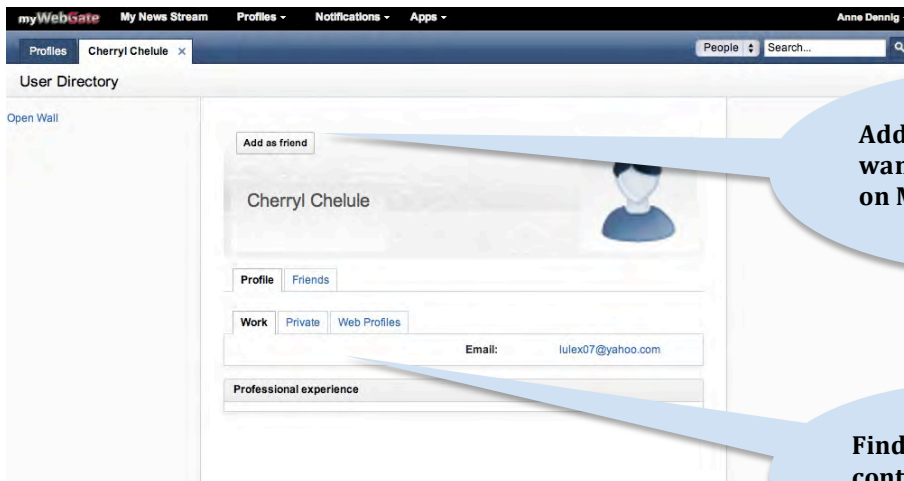 myWebGate My News Stream Profiles Notifications Apps Anne Dennig
Profiles Cherryl Chelule × People Search...
User Directory
Open Wall
Add as friend
Cherryl Chelule
Profile Friends
Work Private Web Profiles
Email: lulex07@yahoo.com
Professional experience
Add
on
Find